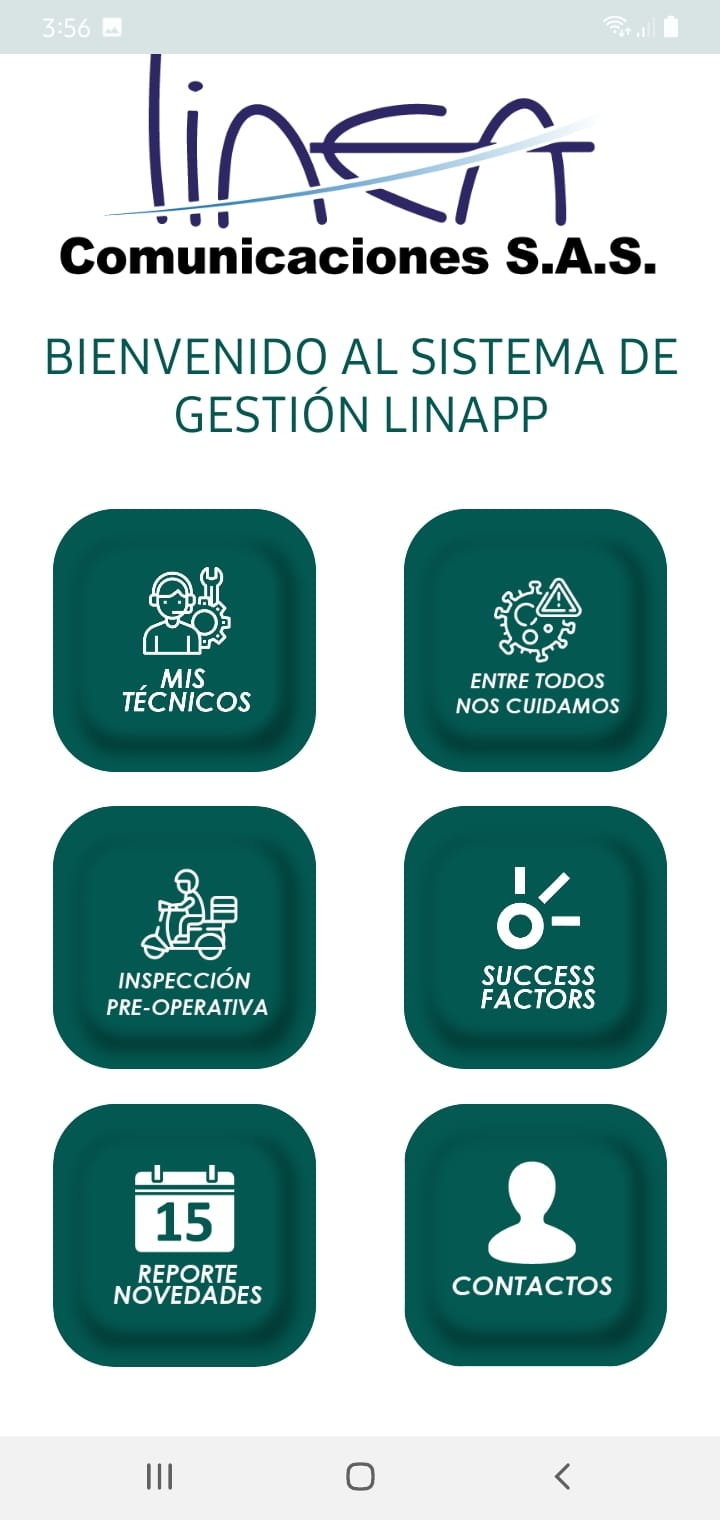 3:56
LINEA
Comunicaciones S.A.S.
BIENVENIDO AL SISTEMA DE
GESTIÓN LINAPP
MIS
TÉCNICOS
ENTRE TODOS
NOS CUIDAMOS
INSPECCIÓN
PRE-OPERATIVA
SUCCESS
FACTORS
15
REPORTE
NOVEDADES
CONTACTOS